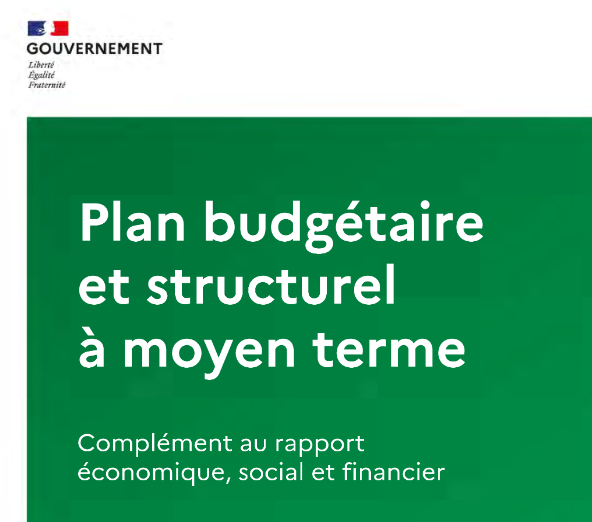 GOUVERNEMENT
Liberté
Égalité
Fraternité
Plan budgétaire
et structurel
à moyen terme
Complément au rapport
économique, social et financier